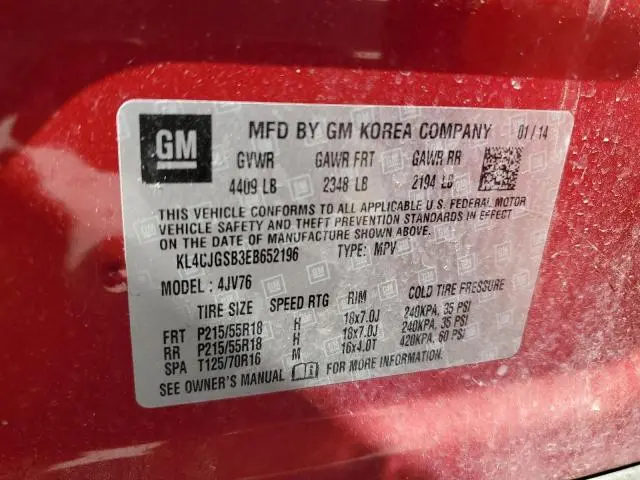 GM
MFD BY GM KOREA COMPANY 01/14
GVWR GAWR FRT GAWR RR
4409 LB 2348 LB 2194 LB
THIS VEHICLE CONFORMS TO ALL APPLICABLE U.S. FEDERAL MOTOR
VEHICLE SAFETY AND THEFT PREVENTION STANDARDS IN EFFECT
ON THE DATE OF MANUFACTURE SHOWN ABOVE.
KL4CJGSB3EB652196 TYPE: MPV
MODEL: 4JV76
TIRE SIZE SPEED RTG RIM COLD TIRE PRESSURE
FRT P215/55R18 H 18x7.0J 240KPA, 35 PSI
RR P215/55R18 H 18x7.0J 240KPA, 35 PSI
SPA T125/70R16 M 16x4.0T 420KPA, 60 PSI
SEE OWNER'S MANUAL FOR MORE INFORMATION.